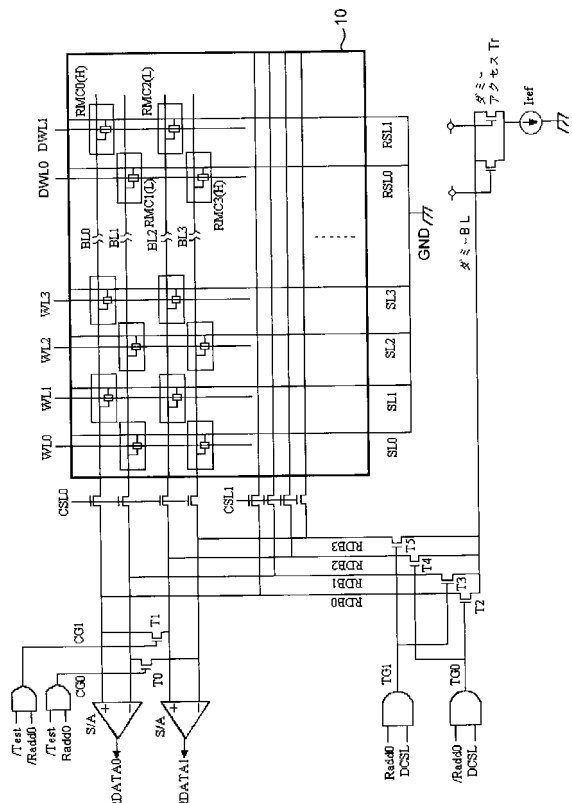 10
DWL1
DWL0
WL3
WL2
WL1
WL0
RMC0(H)
RMC2(L)
RMC1(L)
RMC3(H)
BL0
BL1
BL2
BL3
CSL0
CSL1
SL0
SL1
SL2
SL3
RSL0
RSL1
GND
ダミーBL
ダミー
アクセスTr
Iref
/Test
/Radd0
/Test
Radd0
CG1
CG0
T1
T0
S/A
S/A
+
−
+
−
RDATA0
RDATA1
RDB3
RDB2
RDB1
RDB0
T5
T4
T3
T2
TG1
TG0
Radd0
DCSL
/Radd0
DCSL